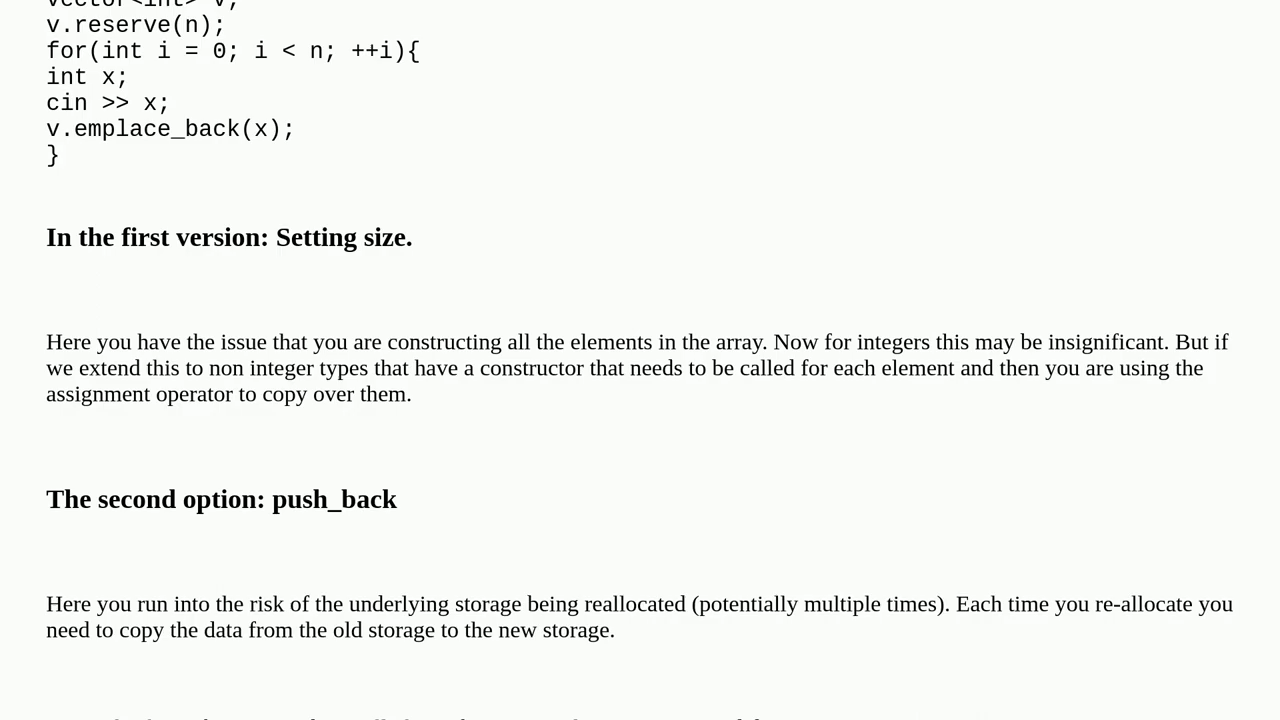 vector<int> v;
v.reserve(n);
for(int i = 0; i < n; ++i){
int x;
cin >> x;
v.emplace_back(x);
}
In the first version: Setting size.
Here you have the issue that you are constructing all the elements in the array. Now for integers this may be insignificant. But if
we extend this to non integer types that have a constructor that needs to be called for each element and then you are using the
assignment operator to copy over them.
The second option: push_back
Here you run into the risk of the underlying storage being reallocated (potentially multiple times). Each time you re-allocate you
need to copy the data from the old storage to the new storage.